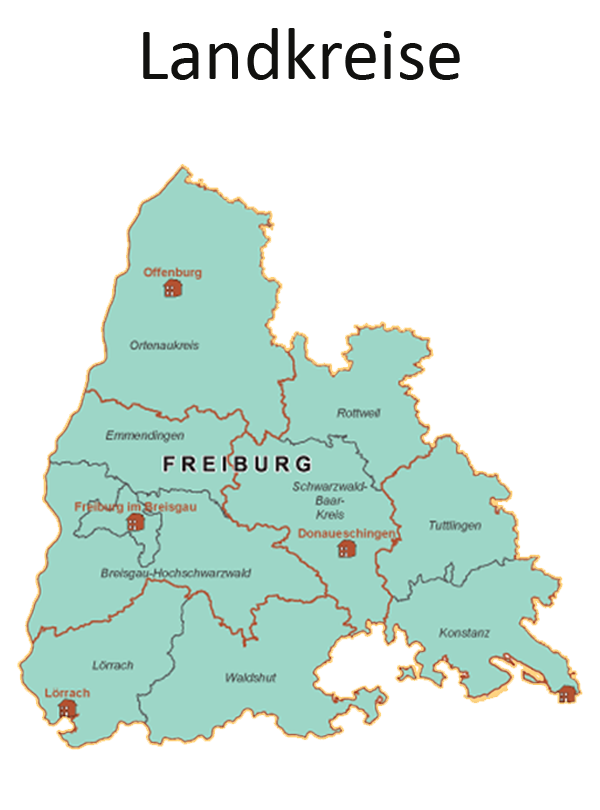 Landkreise
Offenburg
Ortenaukreis
Rottweil
Emmendingen
FREIBURG
Schwarzwald-
Baar-
Kreis
Freiburg im Breisgau
Tuttlingen
Donaueschingen
Breisgau-Hochschwarzwald
Konstanz
Lörrach
Waldshut
Lörrach